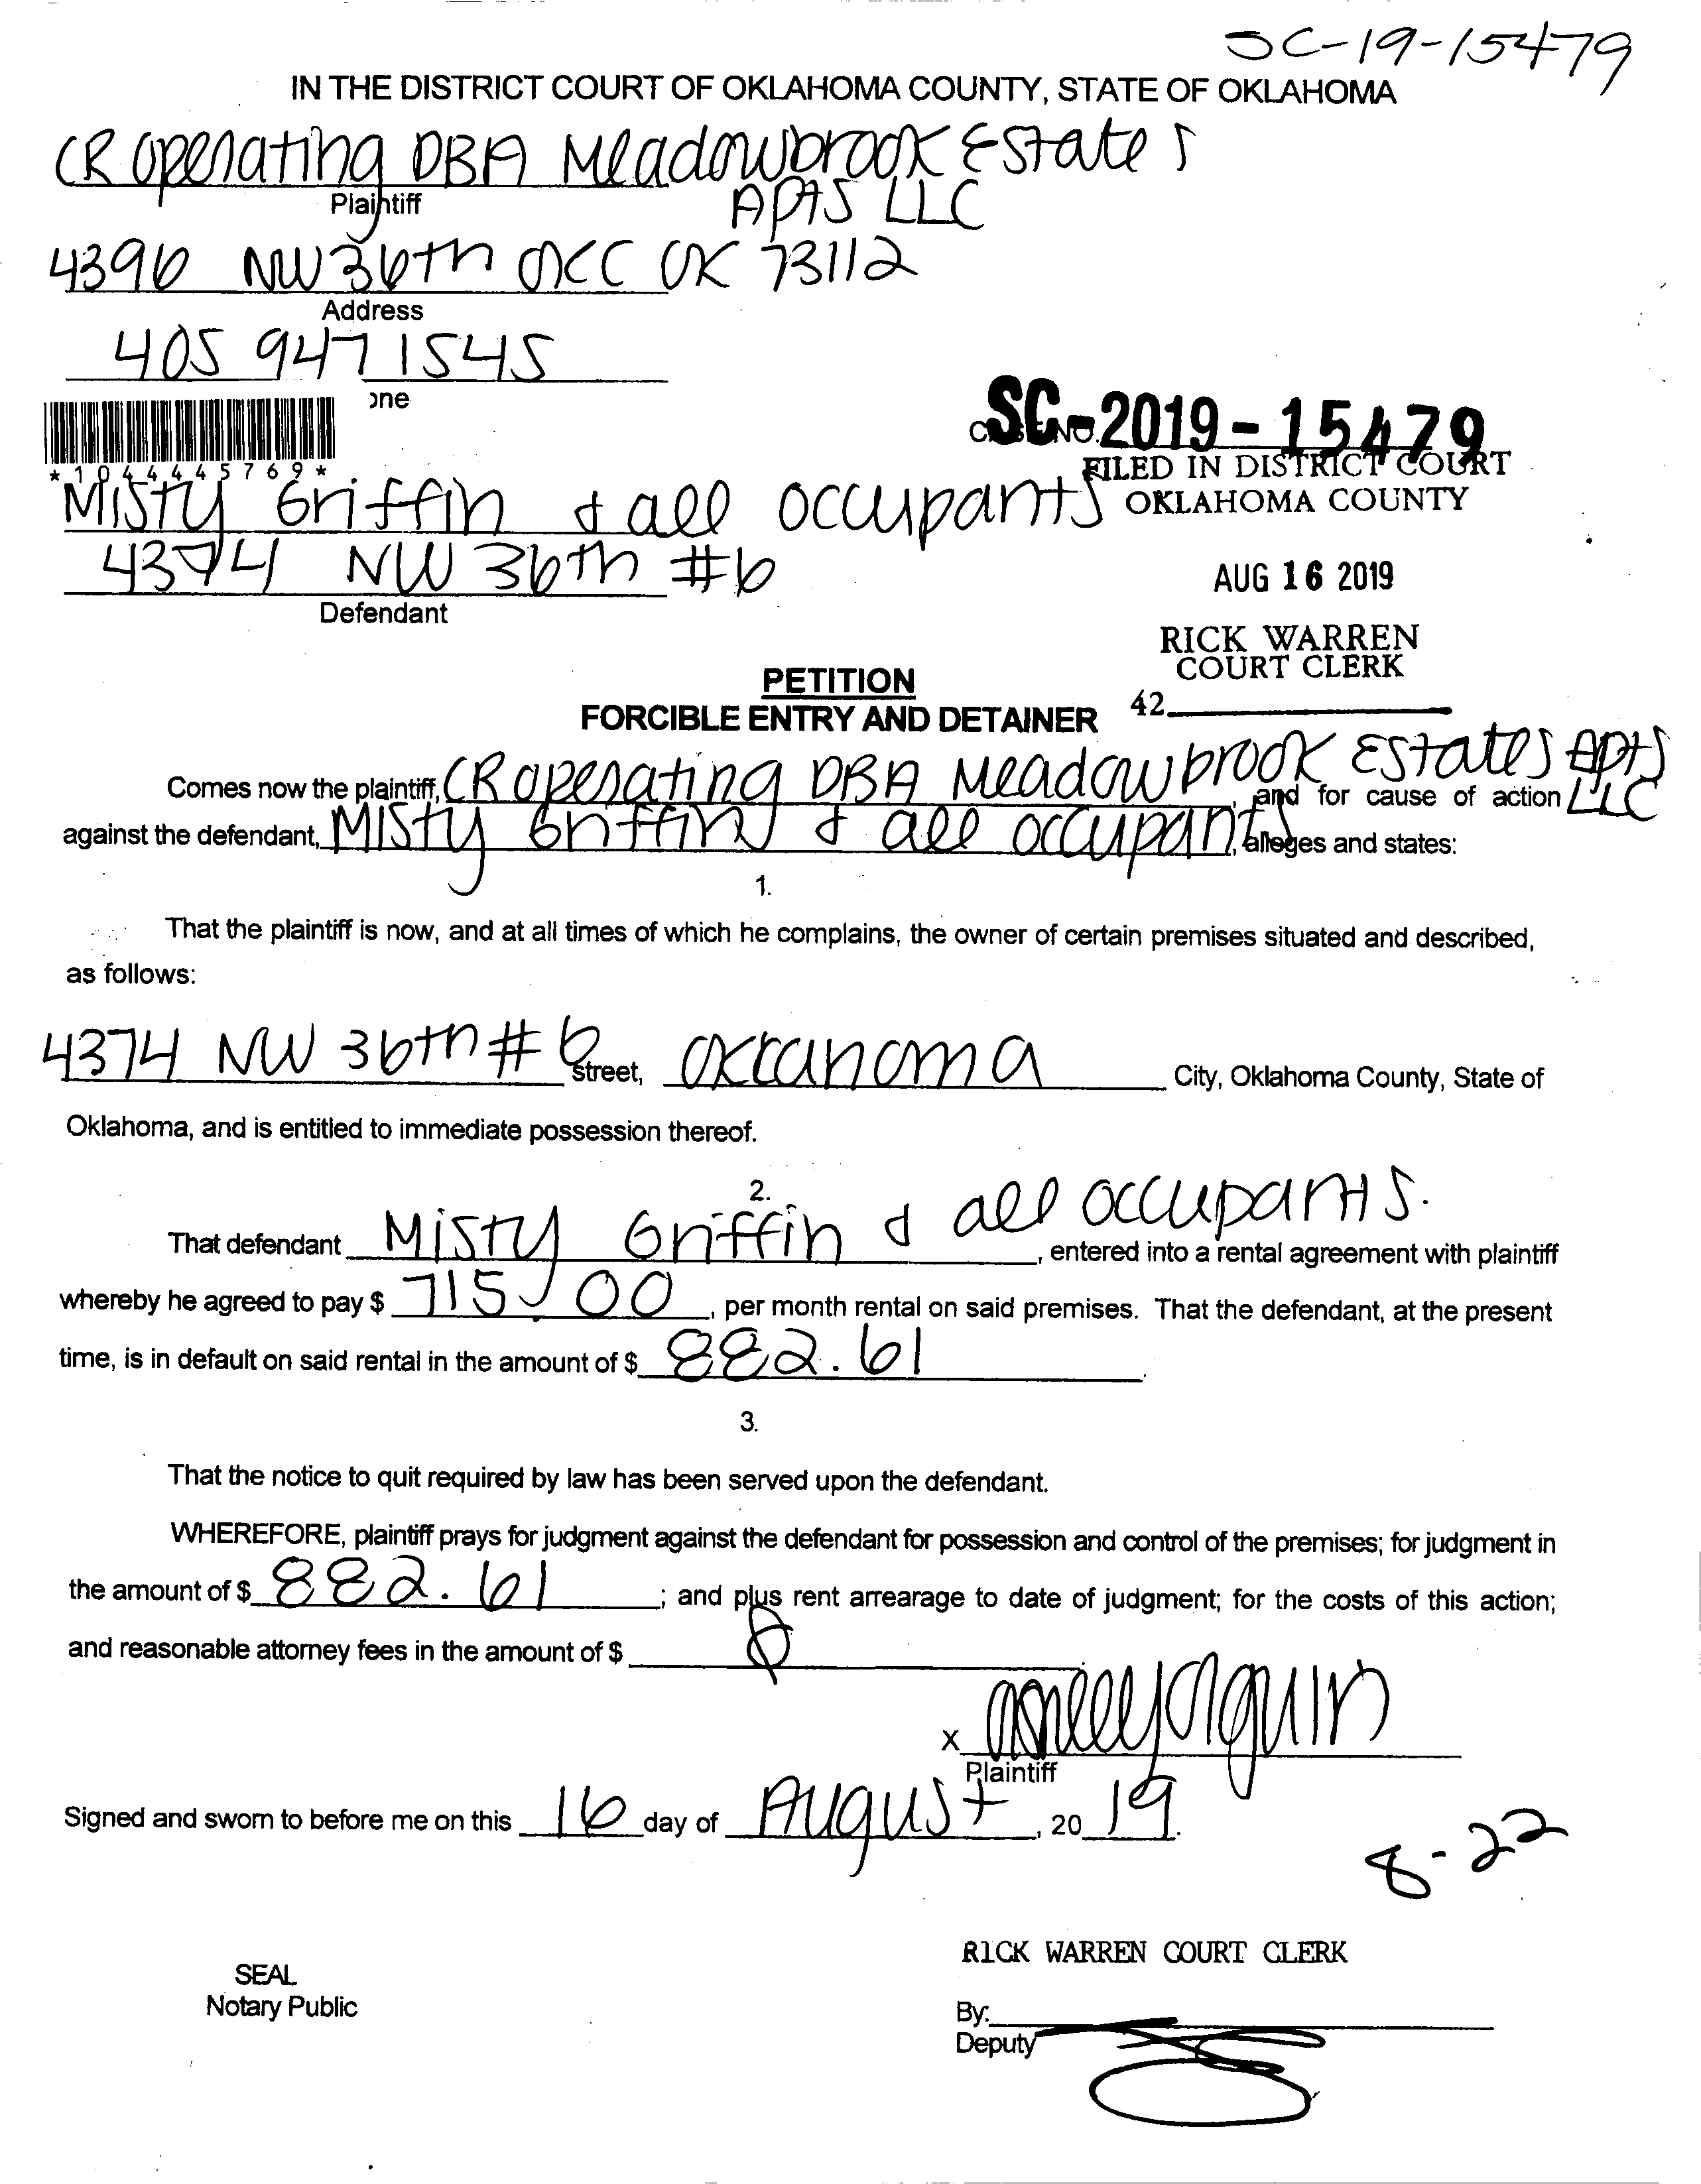 SC-19-15479
IN THE DISTRICT COURT OF OKLAHOMA COUNTY, STATE OF OKLAHOMA
CR Operating DBA Meadowbrook Estates
Apts LLC
Plaintiff
4396 NW 36th OKC OK 73112
Address
405 947 1545
one
SC-2019-15479
*1044445769*
FILED IN DISTRICT COURT
OKLAHOMA COUNTY
Misty Griffin & all occupants
4374 NW 36th #6
Defendant
AUG 16 2019
RICK WARREN
COURT CLERK
42
PETITION
FORCIBLE ENTRY AND DETAINER
Comes now the plaintiff, CR Operating DBA Meadowbrook Estates Apts LLC, and for cause of action
against the defendant, Misty Griffin & all occupants, alleges and states:
1.
That the plaintiff is now, and at all times of which he complains, the owner of certain premises situated and described,
as follows:
4374 NW 36th # 6 street, Oklahoma City, Oklahoma County, State of
Oklahoma, and is entitled to immediate possession thereof.
2.
That defendant Misty Griffin & all occupants., entered into a rental agreement with plaintiff
whereby he agreed to pay $ 715.00, per month rental on said premises. That the defendant, at the present
time, is in default on said rental in the amount of $ 882.61.
3.
That the notice to quit required by law has been served upon the defendant.
WHEREFORE, plaintiff prays for judgment against the defendant for possession and control of the premises; for judgment in
the amount of $ 882.61; and plus rent arrearage to date of judgment; for the costs of this action;
and reasonable attorney fees in the amount of $ 0
X
Plaintiff
Signed and sworn to before me on this 16 day of August, 20 19.
8-22
RICK WARREN COURT CLERK
SEAL
Notary Public
By:
Deputy